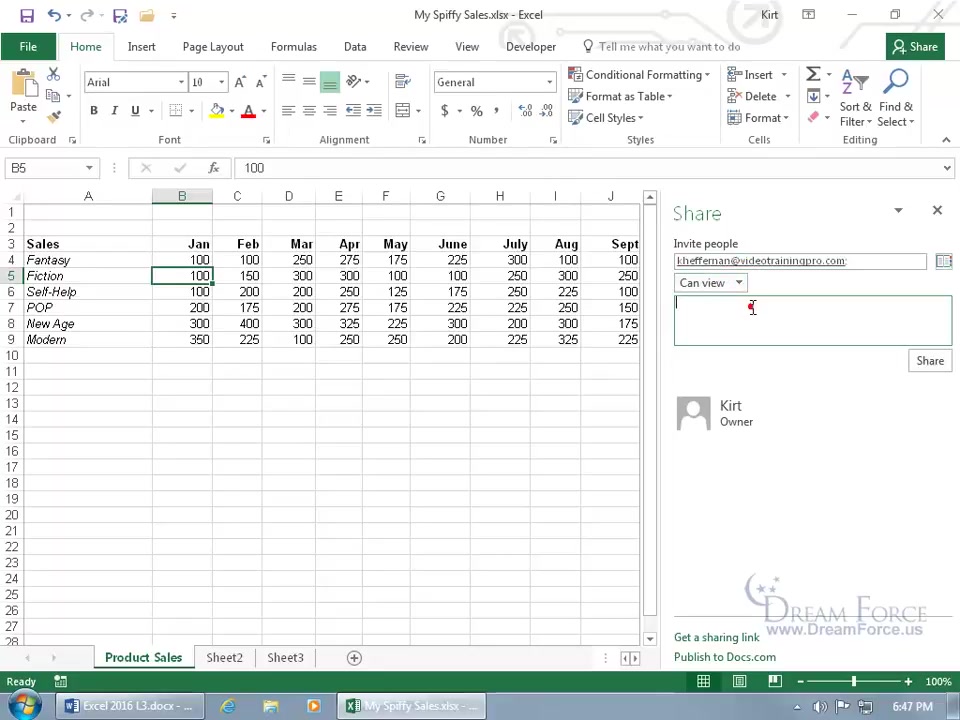 My Spiffy Sales.xlsx - Excel
Kirt
File Home Insert Page Layout Formulas Data Review View Developer Tell me what you want to do Share
Paste
Arial 10
General
Conditional Formatting
Format as Table
Cell Styles
Insert
Delete
Format
Sort & Filter
Find & Select
Clipboard Font Alignment Number Styles Cells Editing
B5 fx 100
A B C D E F G H I J
1
2
3 Sales Jan Feb Mar Apr May June July Aug Sept
4 Fantasy 100 100 250 275 175 225 300 100 100
5 Fiction 100 150 300 300 100 100 250 300 250
6 Self-Help 100 200 200 250 125 175 250 225 100
7 POP 200 175 200 275 175 225 225 250 150
8 New Age 300 400 300 325 225 300 200 300 175
9 Modern 350 225 100 250 250 200 225 325 225
10
11
12
13
14
15
16
17
18
19
20
21
22
23
24
25
26
27
28
Share
Invite people
kheffernan@videotrainingpro.com;
Can view
Share
Kirt
Owner
DREAM FORCE
www.DreamForce.us
Get a sharing link
Publish to Docs.com
Product Sales Sheet2 Sheet3
Ready
100%
Excel 2016 L3.docx - ...
My Spiffy Sales.xlsx - ...
6:47 PM